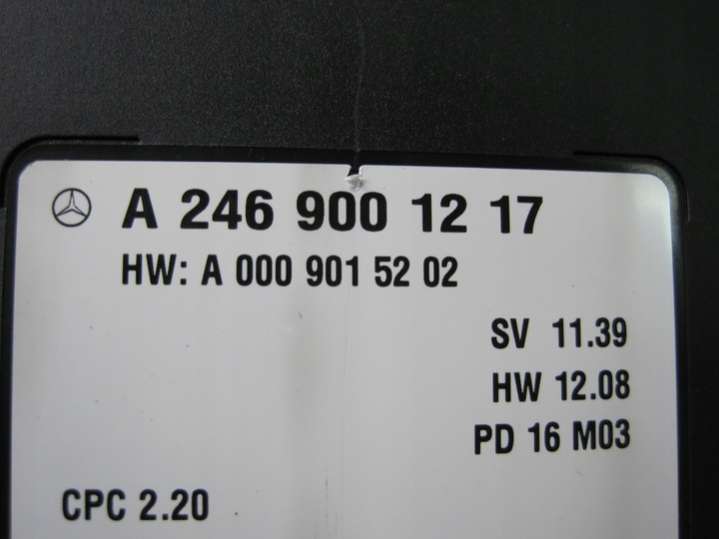 A 246 900 12 17
HW: A 000 901 52 02
SV 11.39
HW 12.08
PD 16 M03
CPC 2.20